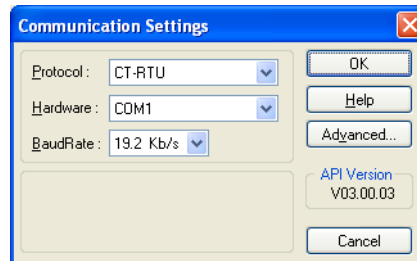 Communication Settings
Protocol : CT-RTU
Hardware : COM1
BaudRate : 19.2 Kb/s
OK
Help
Advanced...
API Version
V03.00.03
Cancel